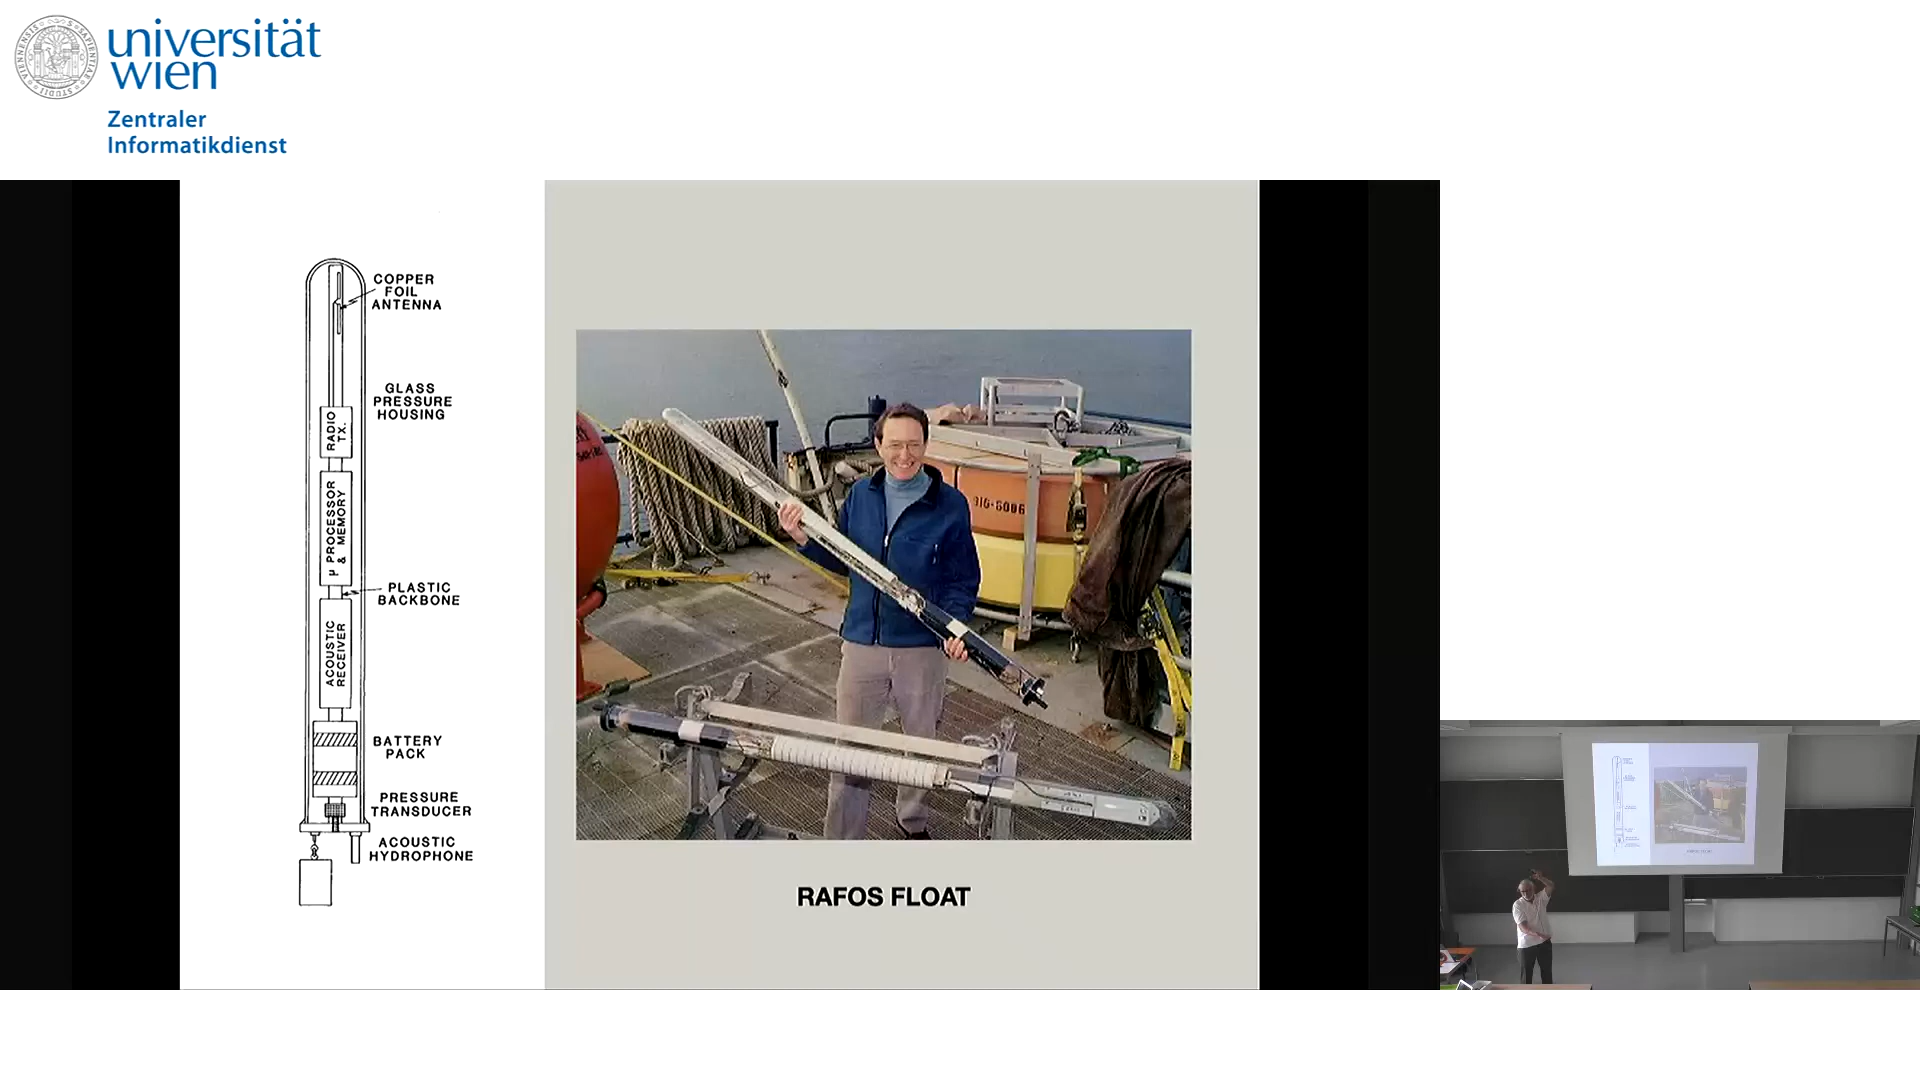 universität
wien
Zentraler
Informatikdienst
COPPER
FOIL
ANTENNA
GLASS
PRESSURE
HOUSING
RADIO
TX.
µ PROCESSOR
& MEMORY
PLASTIC
BACKBONE
ACOUSTIC
RECEIVER
BATTERY
PACK
PRESSURE
TRANSDUCER
ACOUSTIC
HYDROPHONE
RAFOS FLOAT